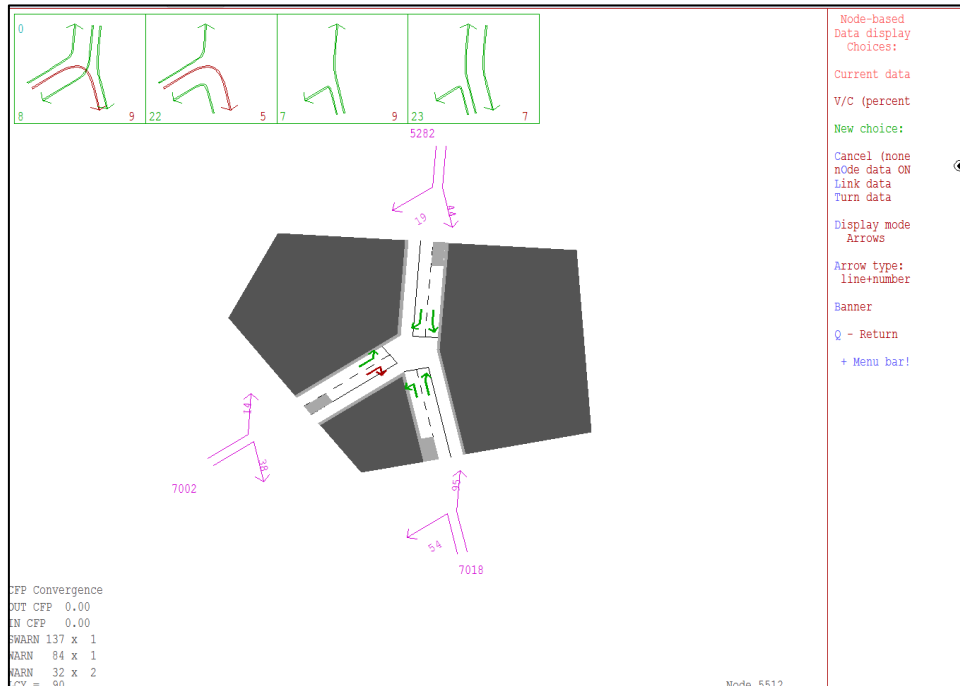 0
8 9
22 5
7 9
23 7
5282
19
44
14
38
7002
95
54
7018
CFP Convergence
OUT CFP 0.00
IN CFP 0.00
SWARN 137 x 1
WARN 84 x 1
WARN 32 x 2
LCY = 90
Node 5512
Node-based
Data display
Choices:
Current data
V/C (percent
New choice:
Cancel (none
nOde data ON
Link data
Turn data
Display mode
Arrows
Arrow type:
line+number
Banner
Q - Return
+ Menu bar!